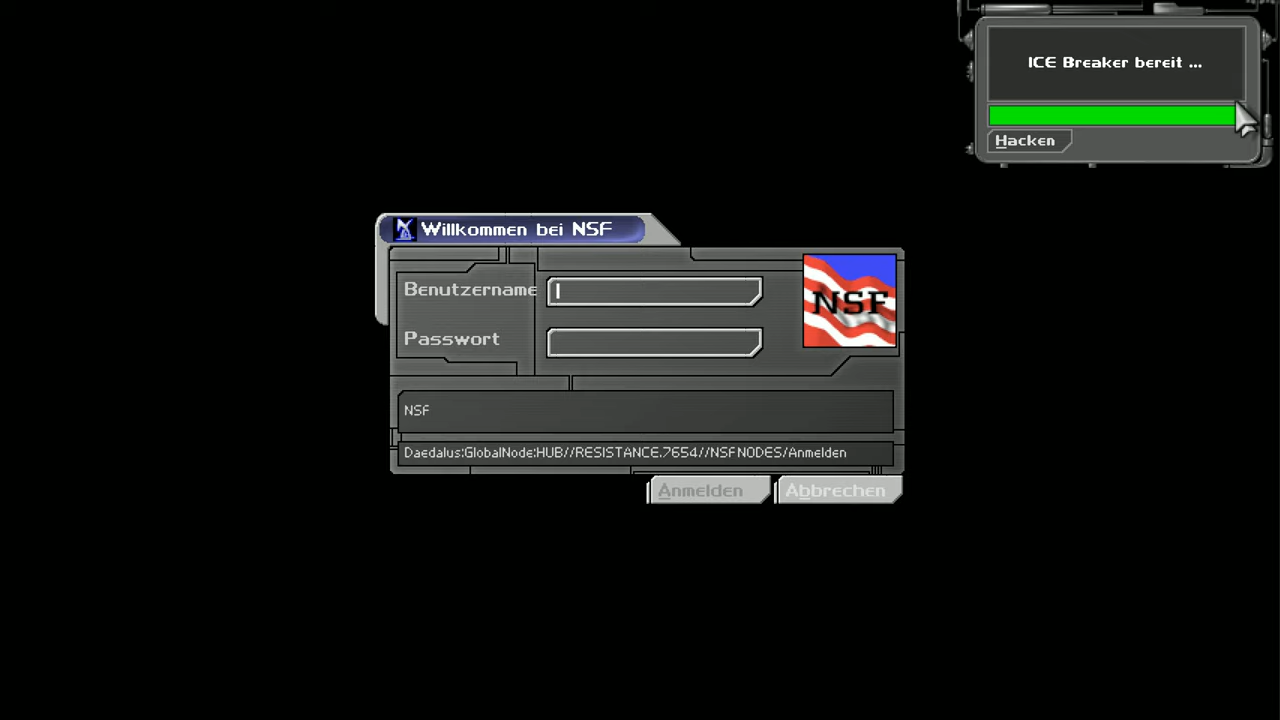 ICE Breaker bereit ...
Hacken
Willkommen bei NSF
Benutzername
NSF
Passwort
NSF
Daedalus:GlobalNode:HUB//RESISTANCE.7654//NSFNODES/Anmelden
Anmelden
Abbrechen